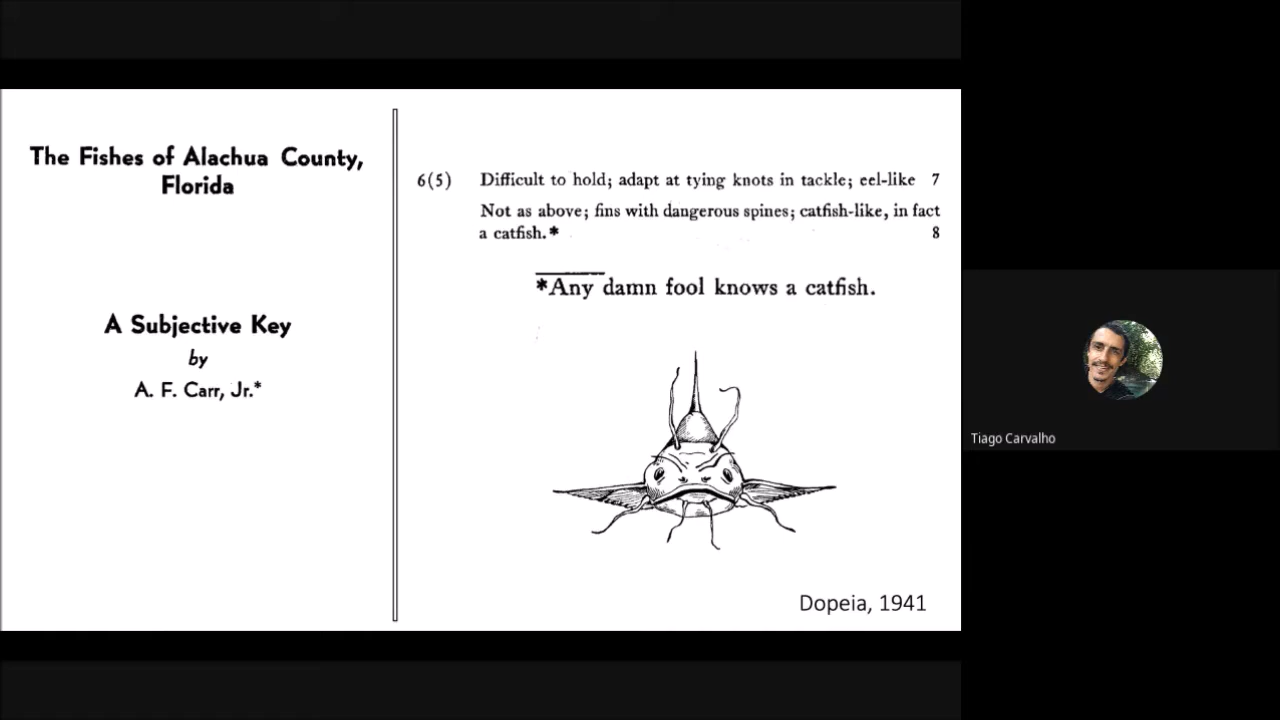 The Fishes of Alachua County,
Florida
A Subjective Key
by
A. F. Carr, Jr.*
6(5) Difficult to hold; adapt at tying knots in tackle; eel-like 7
Not as above; fins with dangerous spines; catfish-like, in fact
a catfish.* 8
*Any damn fool knows a catfish.
Dopeia, 1941
Tiago Carvalho